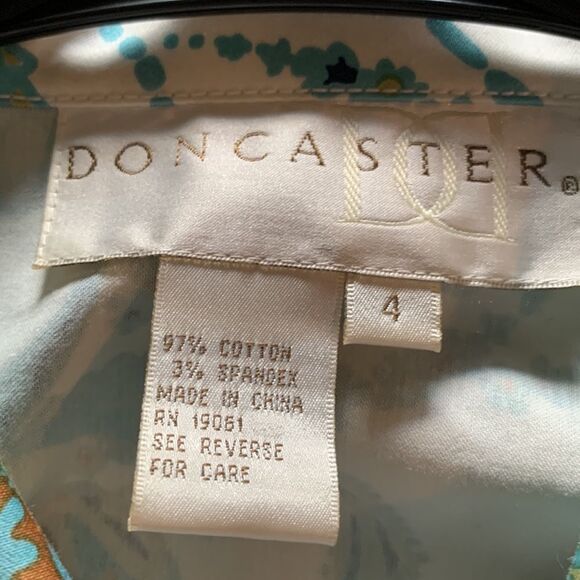 DONCASTER®
4
97% COTTON
3% SPANDEX
MADE IN CHINA
RN 19061
SEE REVERSE
FOR CARE